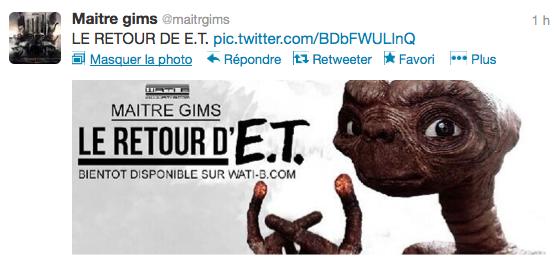 Maitre gims @maitrgims 1 h
LE RETOUR DE E.T. pic.twitter.com/BDbFWULlnQ
Masquer la photo Répondre Retweeter Favori Plus
MAITRE GIMS
LE RETOUR D'E.T.
BIENTOT DISPONIBLE SUR WATI-B.COM